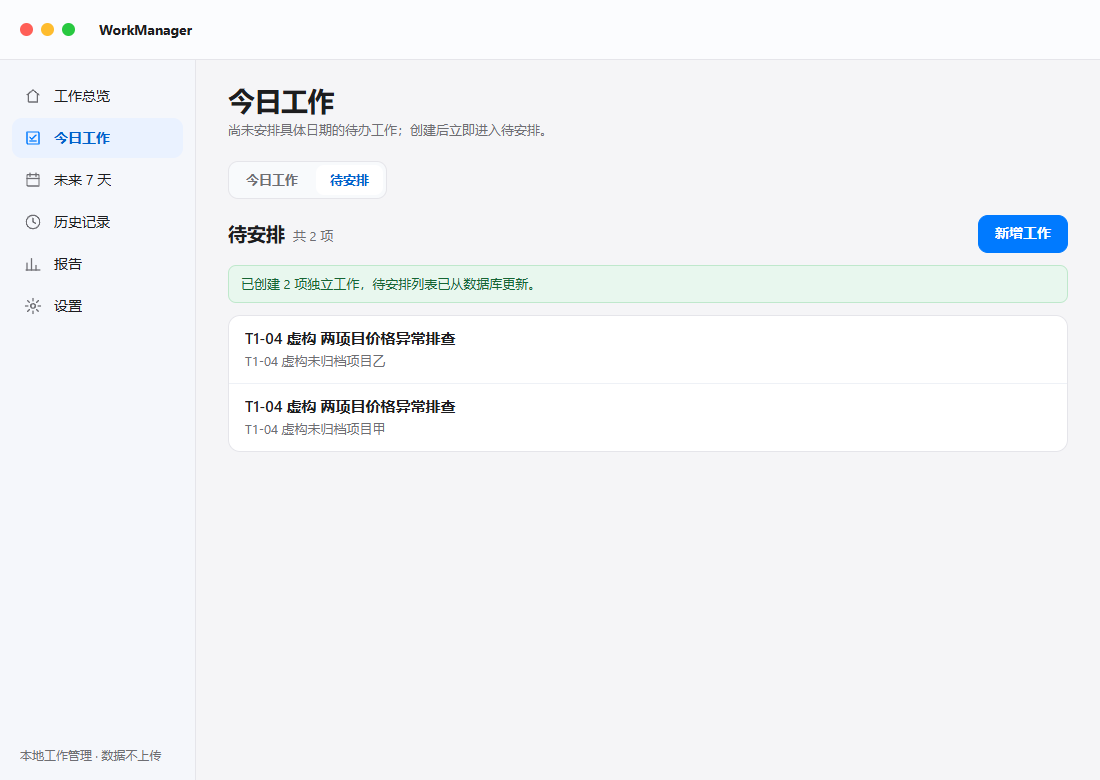 WorkManager
工作总览
今日工作
未来 7 天
历史记录
报告
设置
本地工作管理 · 数据不上传
今日工作
尚未安排具体日期的待办工作；创建后立即进入待安排。
今日工作 待安排
待安排 共 2 项
新增工作
已创建 2 项独立工作，待安排列表已从数据库更新。
T1-04 虚构 两项目价格异常排查
T1-04 虚构未归档项目乙
T1-04 虚构 两项目价格异常排查
T1-04 虚构未归档项目甲